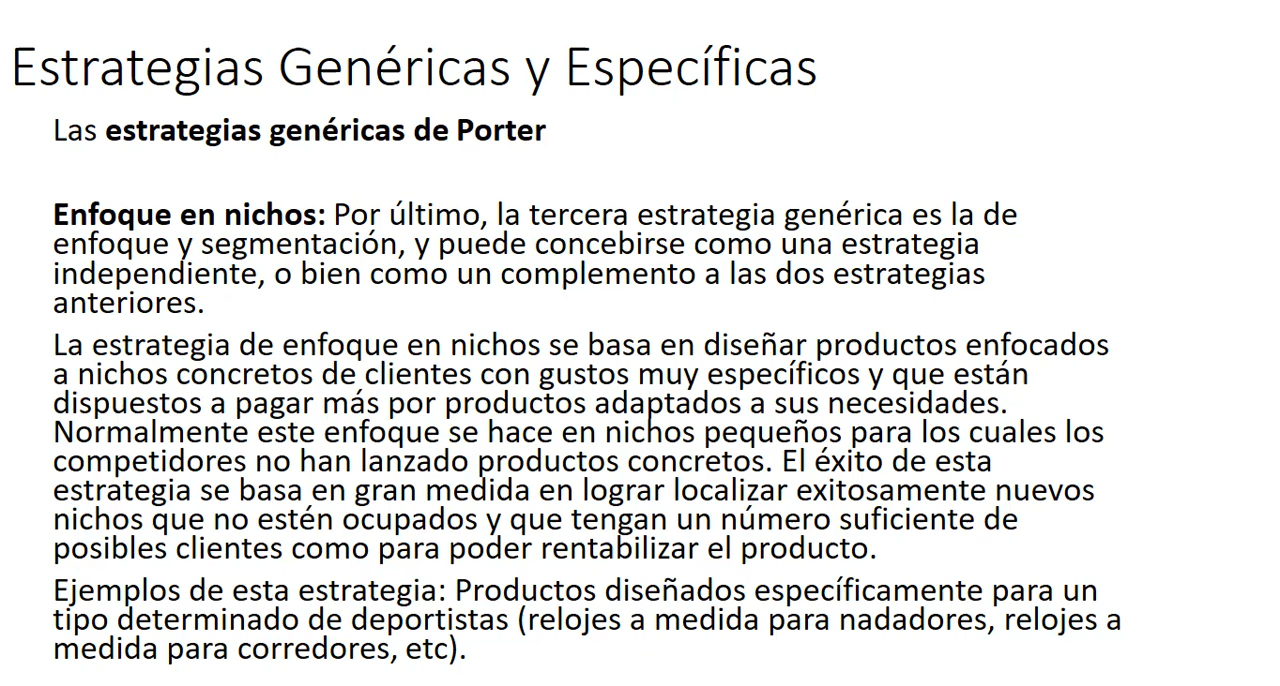 Estrategias Genéricas y Específicas
Las estrategias genéricas de Porter
Enfoque en nichos: Por último, la tercera estrategia genérica es la de
enfoque y segmentación, y puede concebirse como una estrategia
independiente, o bien como un complemento a las dos estrategias
anteriores.
La estrategia de enfoque en nichos se basa en diseñar productos enfocados
a nichos concretos de clientes con gustos muy específicos y que están
dispuestos a pagar más por productos adaptados a sus necesidades.
Normalmente este enfoque se hace en nichos pequeños para los cuales los
competidores no han lanzado productos concretos. El éxito de esta
estrategia se basa en gran medida en lograr localizar exitosamente nuevos
nichos que no estén ocupados y que tengan un número suficiente de
posibles clientes como para poder rentabilizar el producto.
Ejemplos de esta estrategia: Productos diseñados específicamente para un
tipo determinado de deportistas (relojes a medida para nadadores, relojes a
medida para corredores, etc).